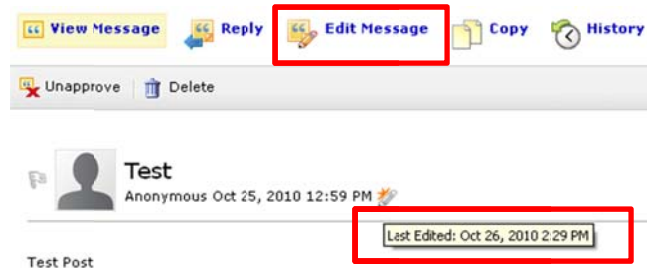 View Message Reply Edit Message Copy History
Unapprove Delete
Test
Anonymous Oct 25, 2010 12:59 PM
Last Edited: Oct 26, 2010 2:29 PM
Test Post